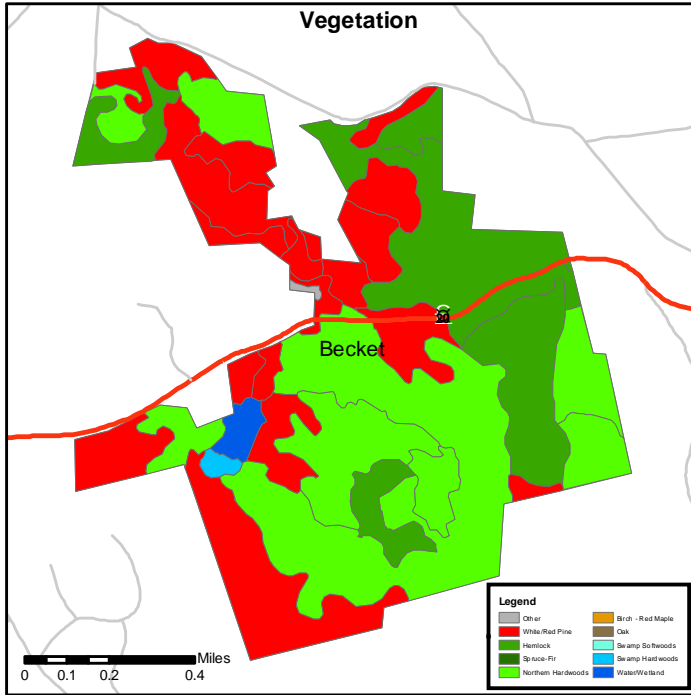 Vegetation
Becket
Miles
0 0.1 0.2 0.4
Legend
Other
White/Red Pine
Hemlock
Spruce-Fir
Northern Hardwoods
Birch - Red Maple
Oak
Swamp Softwoods
Swamp Hardwoods
Water/Wetland